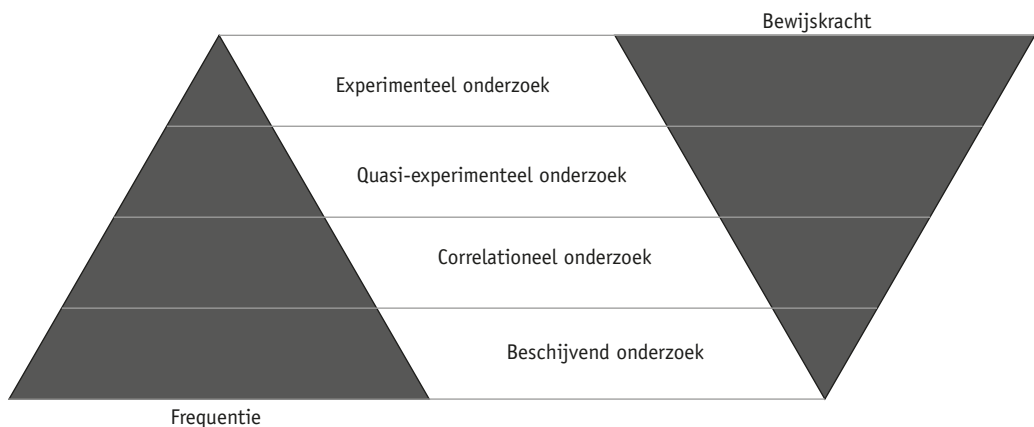 Bewijskracht
Experimenteel onderzoek
Quasi-experimenteel onderzoek
Correlationeel onderzoek
Beschijvend onderzoek
Frequentie